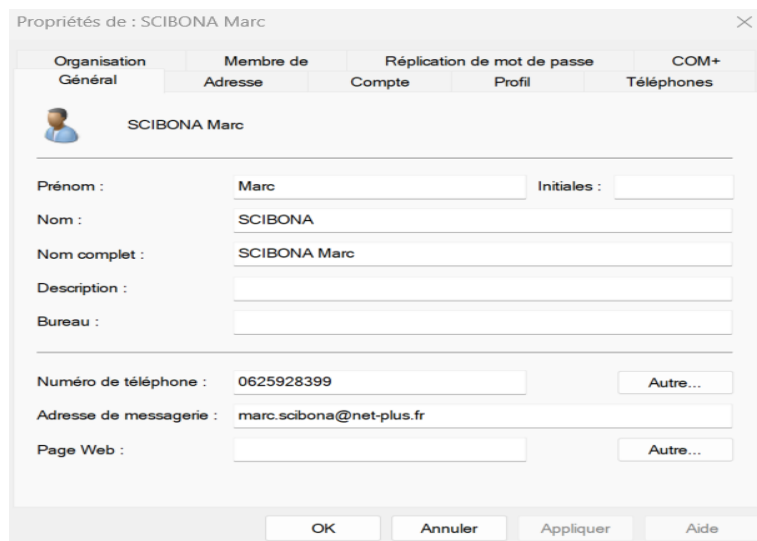 Propriétés de : SCIBONA Marc
Organisation Membre de Réplication de mot de passe COM+
Général Adresse Compte Profil Téléphones
SCIBONA Marc
Prénom : Marc Initiales :
Nom : SCIBONA
Nom complet : SCIBONA Marc
Description :
Bureau :
Numéro de téléphone : 0625928399 Autre...
Adresse de messagerie : marc.scibona@net-plus.fr
Page Web : Autre...
OK Annuler Appliquer Aide